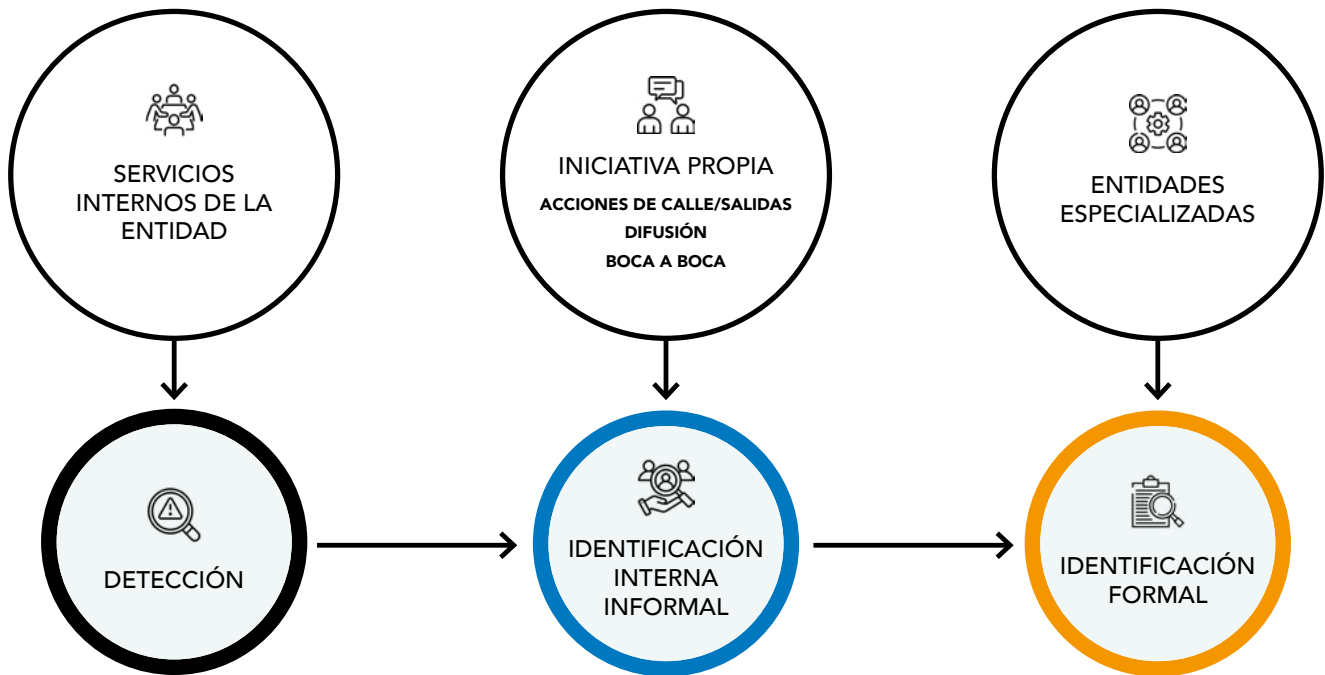 SERVICIOS
INTERNOS DE LA
ENTIDAD
INICIATIVA PROPIA
ACCIONES DE CALLE/SALIDAS
DIFUSIÓN
BOCA A BOCA
ENTIDADES
ESPECIALIZADAS
DETECCIÓN
IDENTIFICACIÓN
INTERNA
INFORMAL
IDENTIFICACIÓN
FORMAL